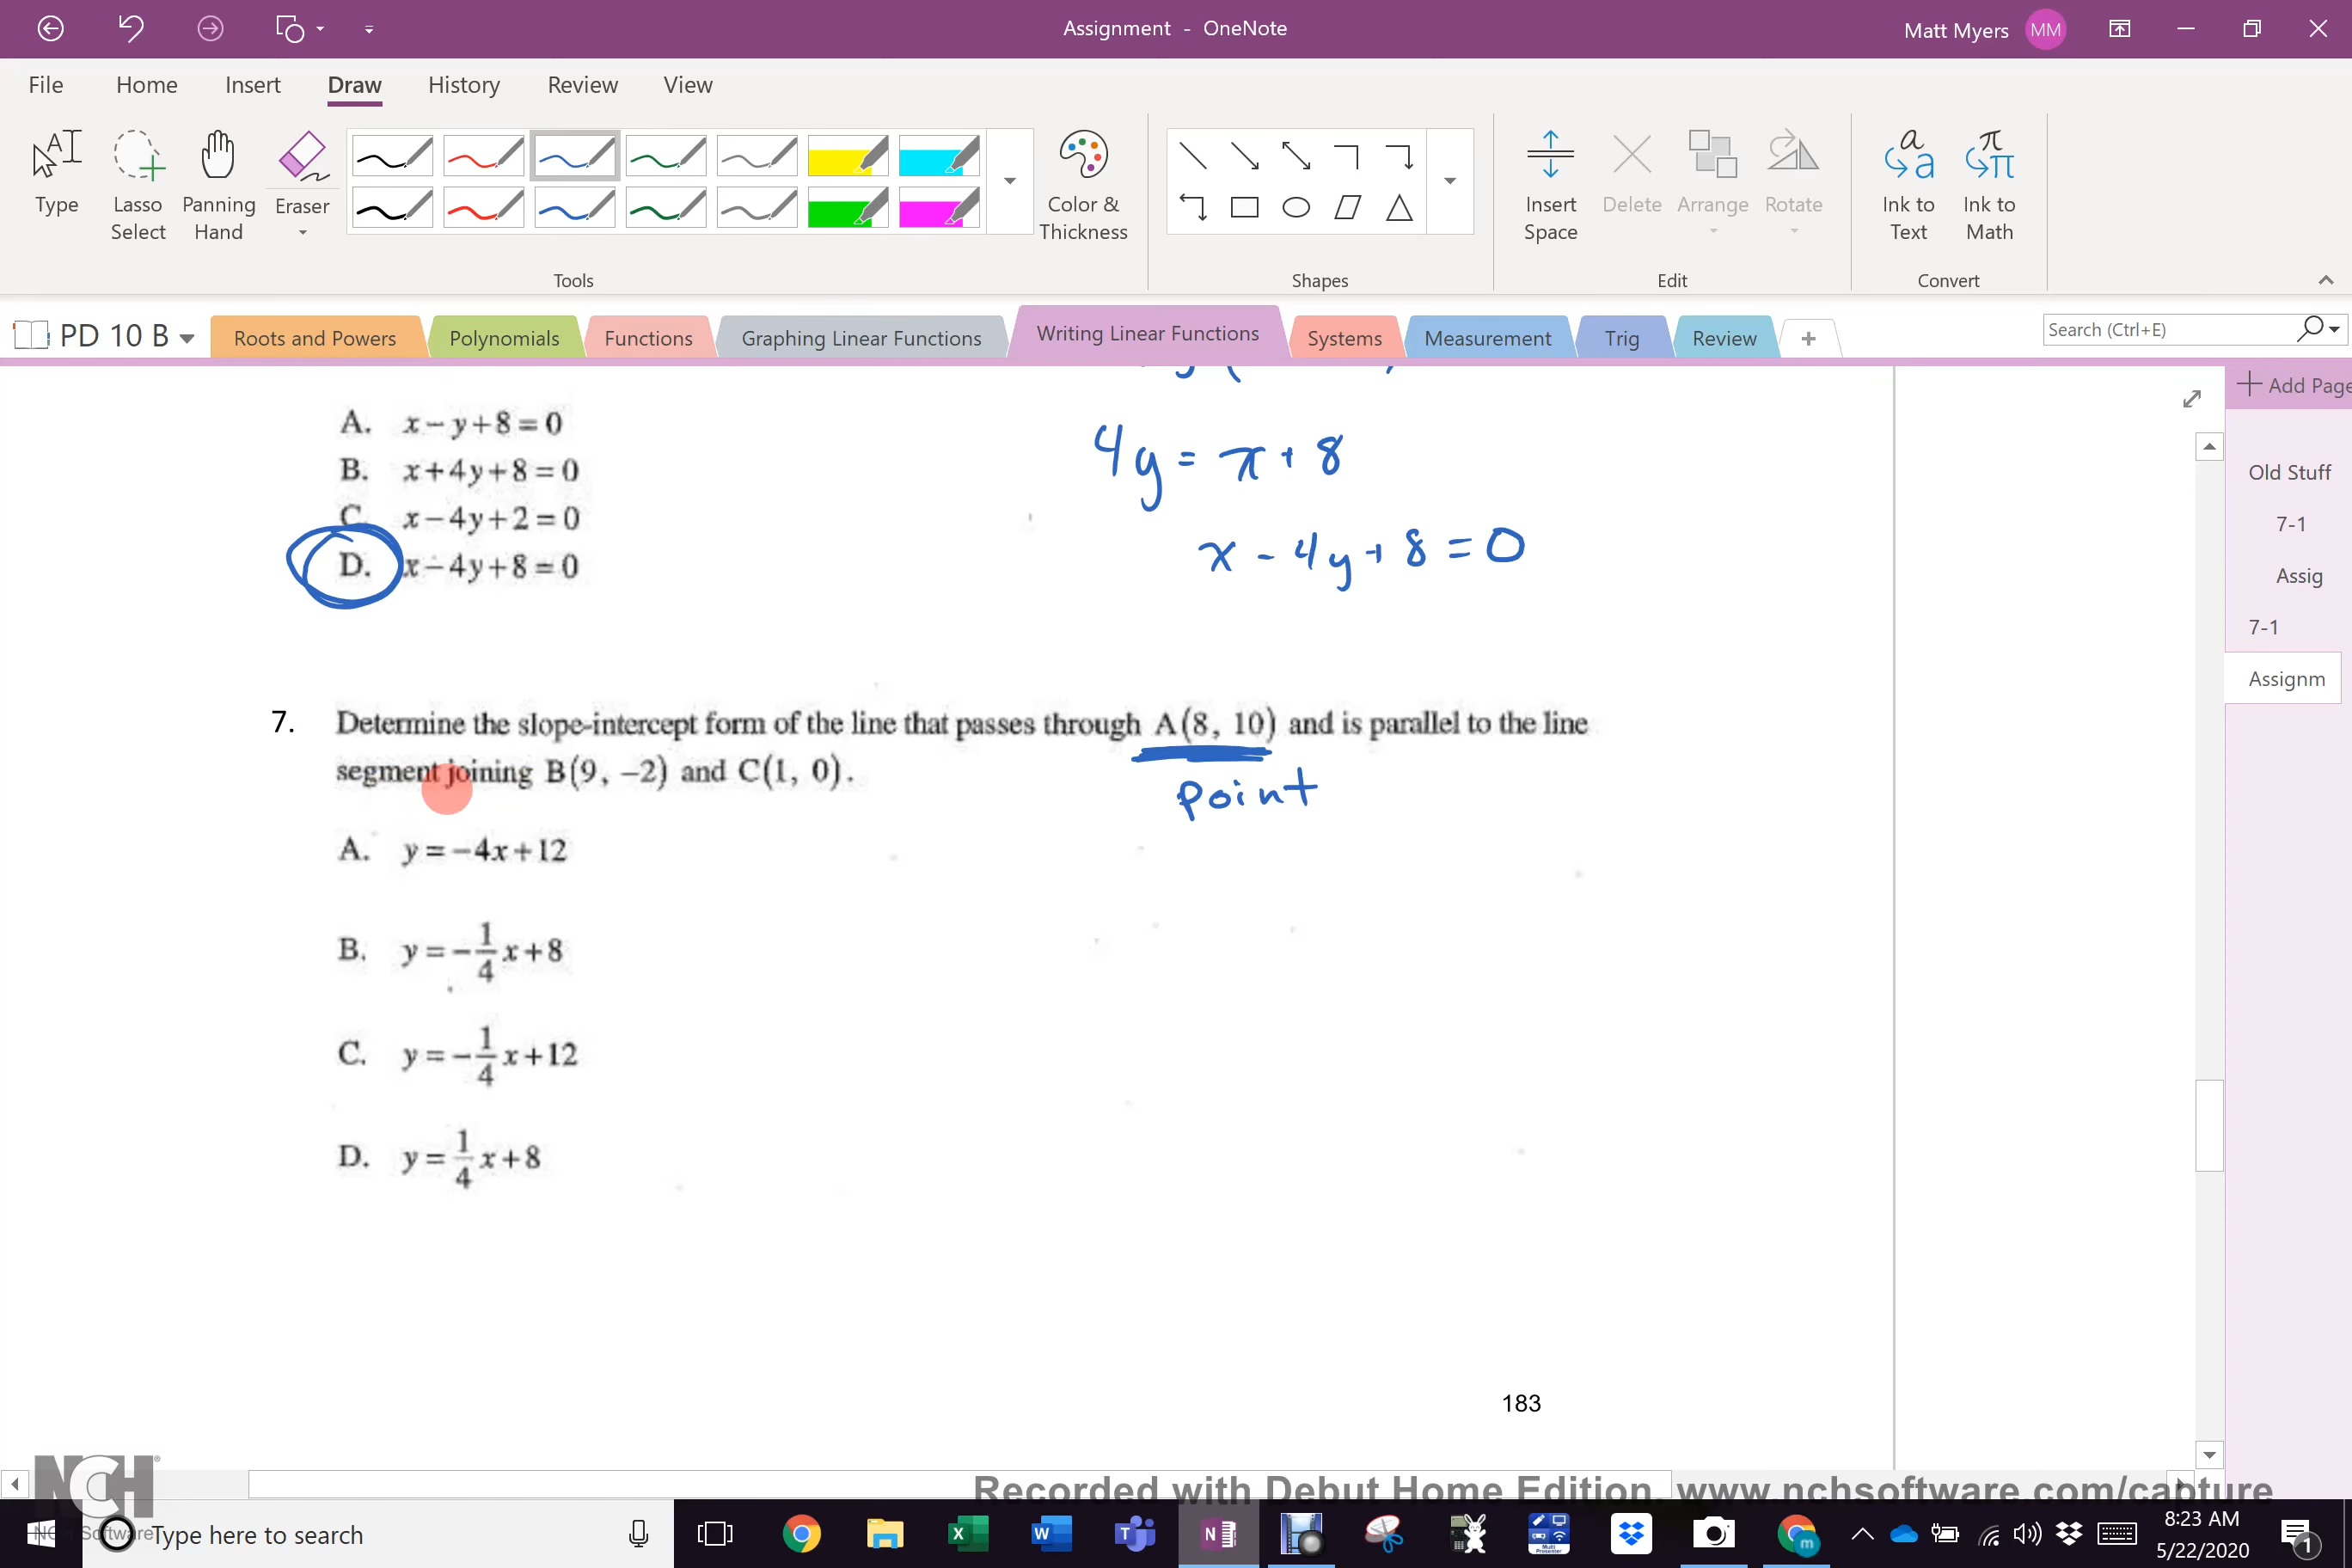 Assignment - OneNote
Matt Myers
MM
File Home Insert Draw History Review View
Type
Lasso Select
Panning Hand
Eraser
Color & Thickness
Insert Space
Delete
Arrange
Rotate
Ink to Text
Ink to Math
Tools
Shapes
Edit
Convert
PD 10 B
Roots and Powers
Polynomials
Functions
Graphing Linear Functions
Writing Linear Functions
Systems
Measurement
Trig
Review
Search (Ctrl+E)
Add Page
Old Stuff
7-1
Assig
7-1
Assignm
A. x-y+8=0
B. x+4y+8=0
C. x-4y+2=0
D. x-4y+8=0
4y = x + 8
x - 4y + 8 = 0
7. Determine the slope-intercept form of the line that passes through A(8, 10) and is parallel to the line
segment joining B(9, -2) and C(1, 0).
point
A. y=-4x+12
B. y=-1/4x+8
C. y=-1/4x+12
D. y=1/4x+8
183
NCH
NCH Software
Recorded with Debut Home Edition. www.nchsoftware.com/capture
Type here to search
8:23 AM
5/22/2020
1